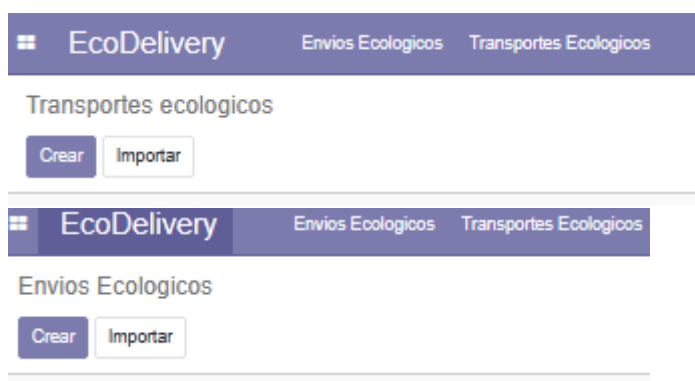 EcoDelivery Envios Ecologicos Transportes Ecologicos
Transportes ecologicos
Crear Importar
EcoDelivery Envios Ecologicos Transportes Ecologicos
Envios Ecologicos
Crear Importar